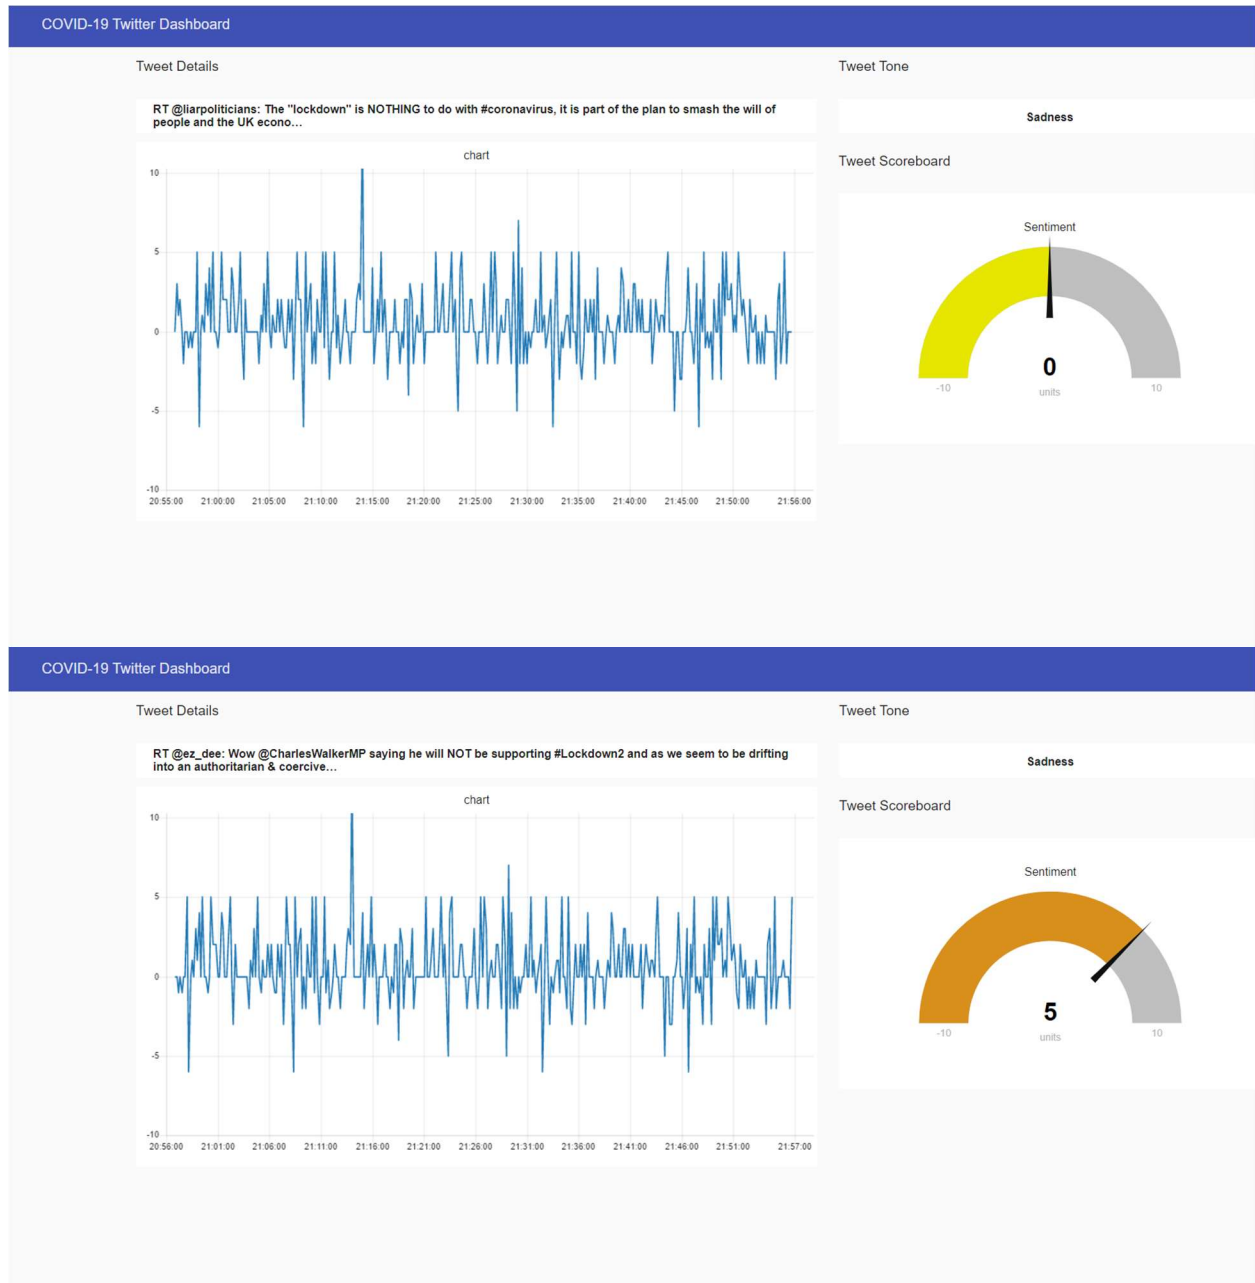 COVID-19 Twitter Dashboard
Tweet Details
Tweet Tone
RT @liarpoliticians: The "lockdown" is NOTHING to do with #coronavirus, it is part of the plan to smash the will of
people and the UK econo...
Sadness
chart
Tweet Scoreboard
10
5
0
-5
-10
20:55:00 21:00:00 21:05:00 21:10:00 21:15:00 21:20:00 21:25:00 21:30:00 21:35:00 21:40:00 21:45:00 21:50:00 21:56:00
Sentiment
0
units
-10 10
COVID-19 Twitter Dashboard
Tweet Details
Tweet Tone
RT @ez_dee: Wow @CharlesWalkerMP saying he will NOT be supporting #Lockdown2 and as we seem to be drifting
into an authoritarian & coercive...
Sadness
chart
Tweet Scoreboard
10
5
0
-5
-10
20:56:00 21:01:00 21:06:00 21:11:00 21:16:00 21:21:00 21:26:00 21:31:00 21:36:00 21:41:00 21:46:00 21:51:00 21:57:00
Sentiment
5
units
-10 10